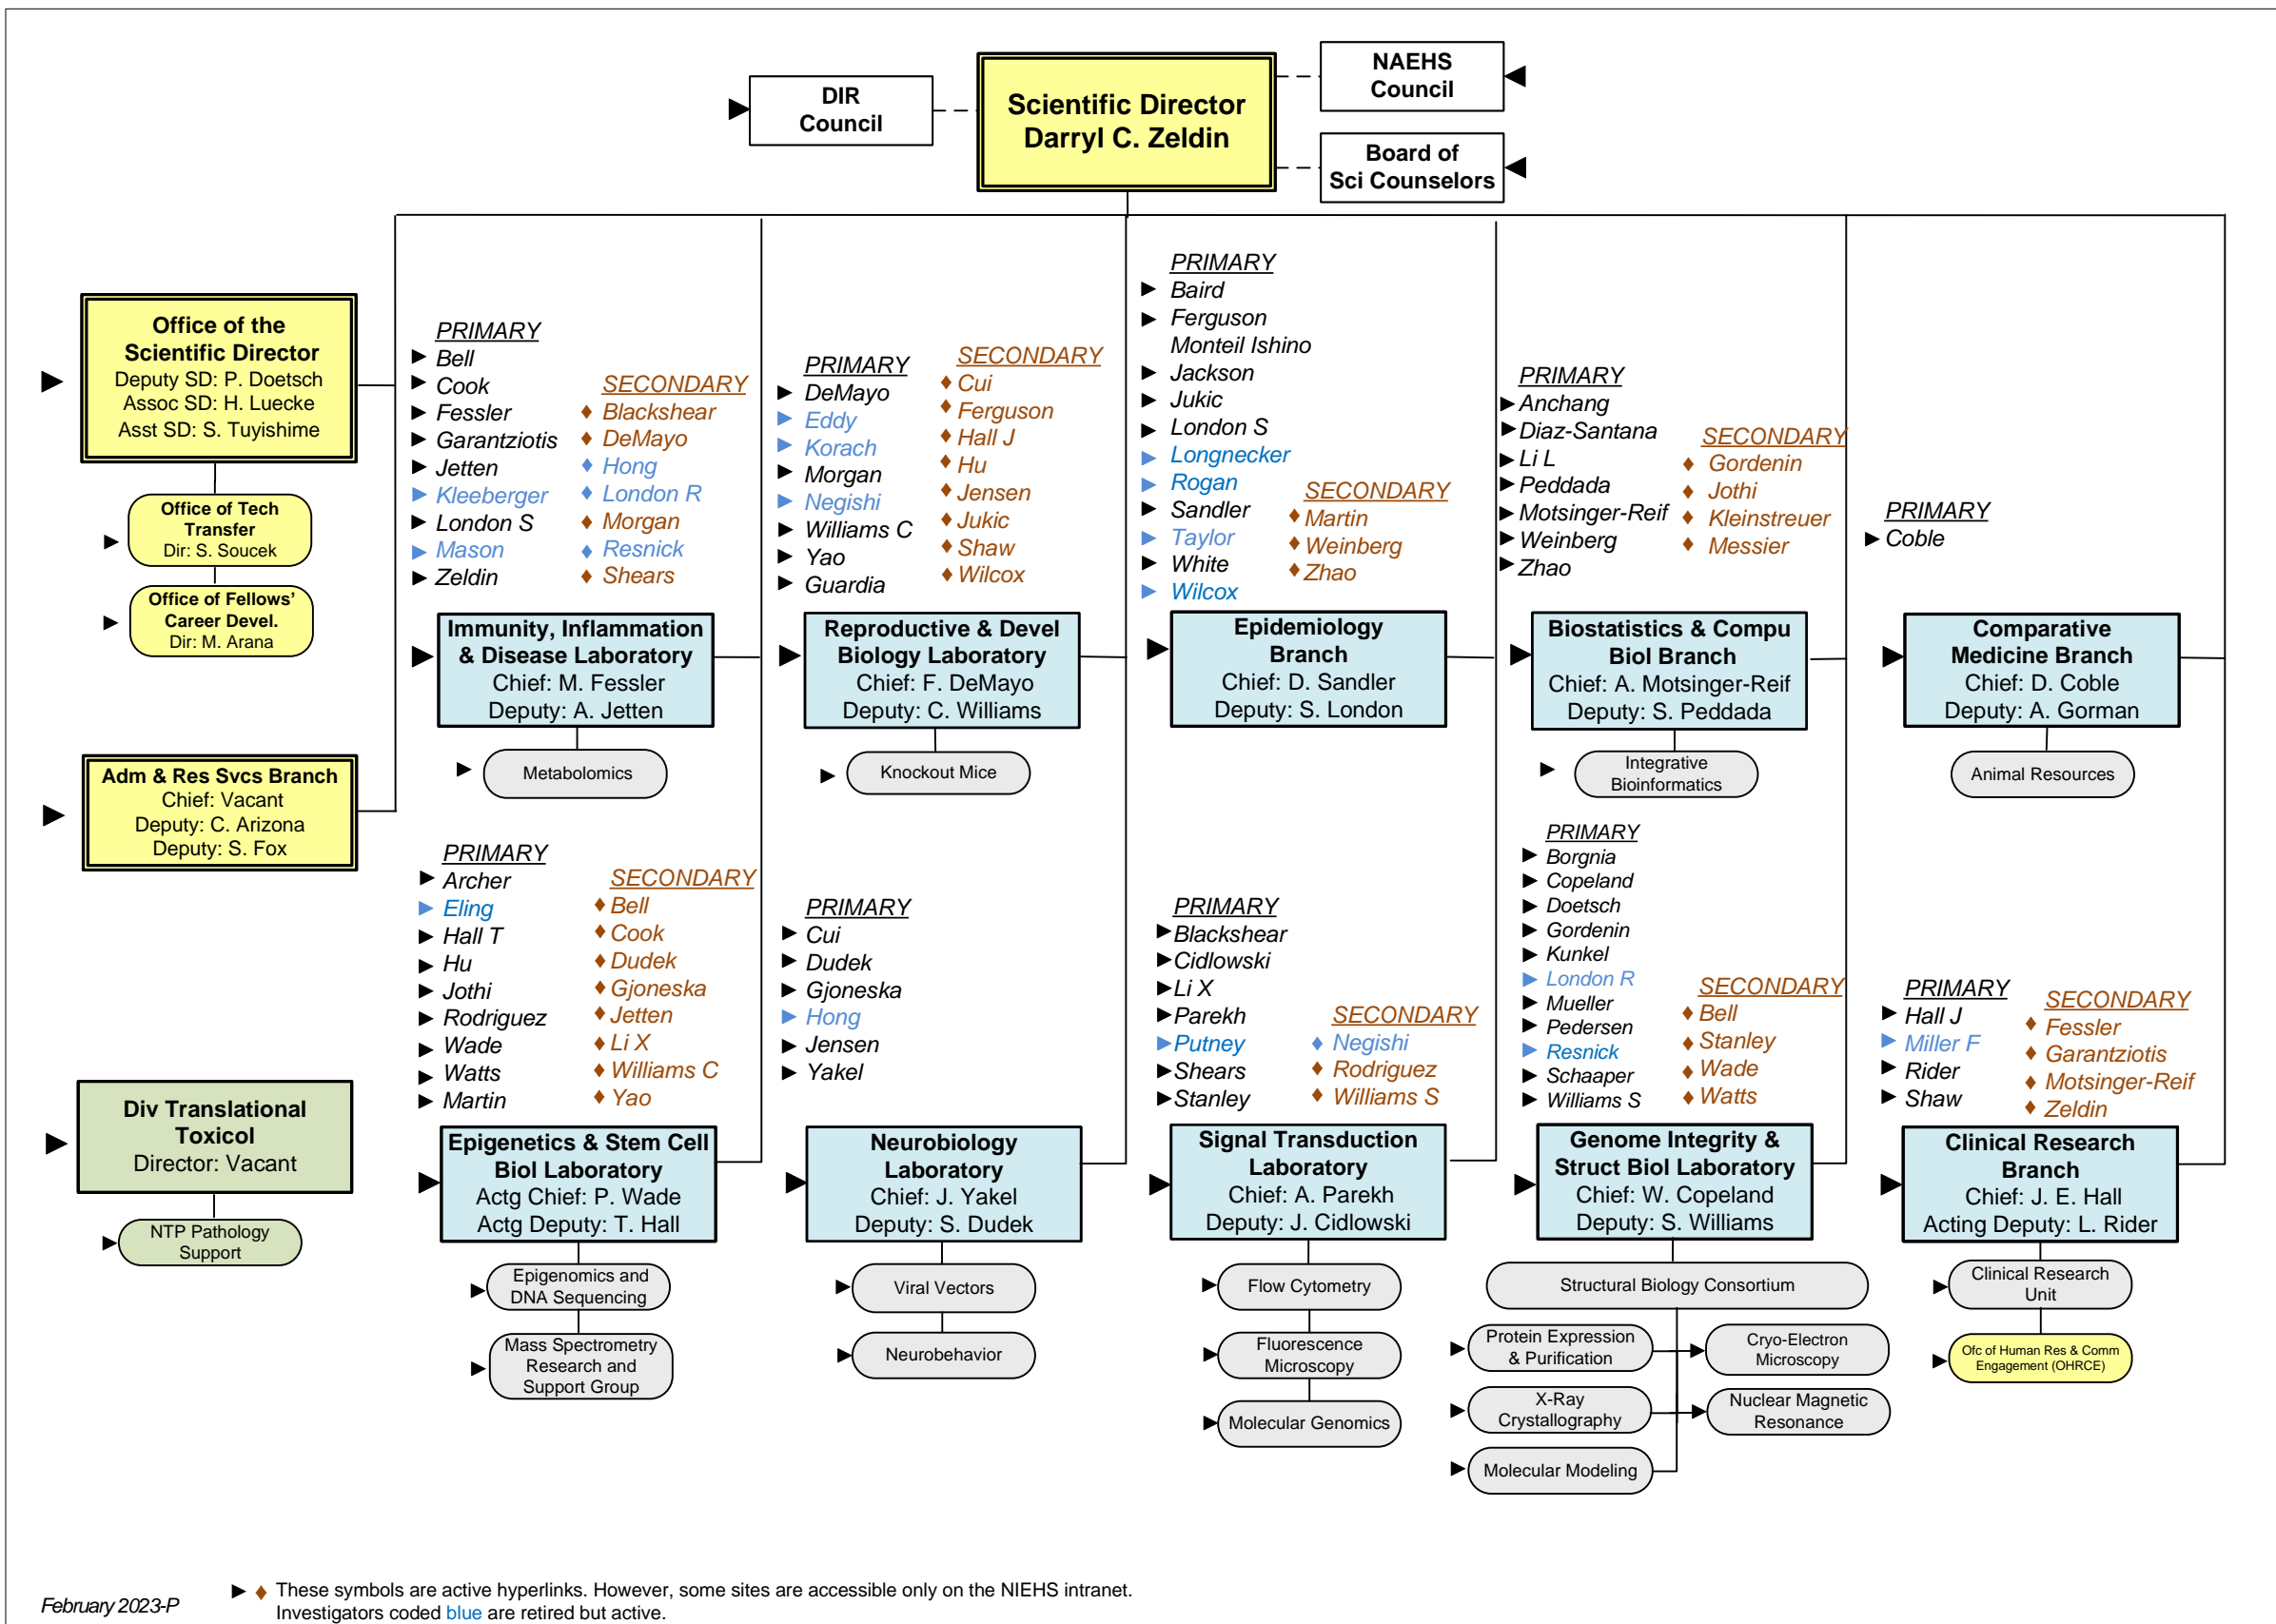 DIR
Council
Scientific Director
Darryl C. Zeldin
NAEHS
Council
Board of
Sci Counselors
Office of the
Scientific Director
Deputy SD: P. Doetsch
Assoc SD: H. Luecke
Asst SD: S. Tuyishime
Office of Tech
Transfer
Dir: S. Soucek
Office of Fellows’
Career Devel.
Dir: M. Arana
Adm & Res Svcs Branch
Chief: Vacant
Deputy: C. Arizona
Deputy: S. Fox
Div Translational
Toxicol
Director: Vacant
NTP Pathology
Support
PRIMARY
Bell
Cook
Fessler
Garantziotis
Jetten
Kleeberger
London S
Mason
Zeldin
SECONDARY
Blackshear
DeMayo
Hong
London R
Morgan
Resnick
Shears
Immunity, Inflammation
& Disease Laboratory
Chief: M. Fessler
Deputy: A. Jetten
Metabolomics
PRIMARY
DeMayo
Eddy
Korach
Morgan
Negishi
Williams C
Yao
Guardia
SECONDARY
Cui
Ferguson
Hall J
Hu
Jensen
Jukic
Shaw
Wilcox
Reproductive & Devel
Biology Laboratory
Chief: F. DeMayo
Deputy: C. Williams
Knockout Mice
PRIMARY
Baird
Ferguson
Monteil Ishino
Jackson
Jukic
London S
Longnecker
Rogan
Sandler
Taylor
White
Wilcox
SECONDARY
Martin
Weinberg
Zhao
Epidemiology
Branch
Chief: D. Sandler
Deputy: S. London
PRIMARY
Anchang
Diaz-Santana
Li L
Peddada
Motsinger-Reif
Weinberg
Zhao
SECONDARY
Gordenin
Jothi
Kleinstreuer
Messier
Biostatistics & Compu
Biol Branch
Chief: A. Motsinger-Reif
Deputy: S. Peddada
Integrative
Bioinformatics
PRIMARY
Coble
Comparative
Medicine Branch
Chief: D. Coble
Deputy: A. Gorman
Animal Resources
PRIMARY
Archer
Eling
Hall T
Hu
Jothi
Rodriguez
Wade
Watts
Martin
SECONDARY
Bell
Cook
Dudek
Gjoneska
Jetten
Li X
Williams C
Yao
Epigenetics & Stem Cell
Biol Laboratory
Actg Chief: P. Wade
Actg Deputy: T. Hall
Epigenomics and
DNA Sequencing
Mass Spectrometry
Research and
Support Group
PRIMARY
Cui
Dudek
Gjoneska
Hong
Jensen
Yakel
Neurobiology
Laboratory
Chief: J. Yakel
Deputy: S. Dudek
Viral Vectors
Neurobehavior
PRIMARY
Blackshear
Cidlowski
Li X
Parekh
Putney
Shears
Stanley
SECONDARY
Negishi
Rodriguez
Williams S
Signal Transduction
Laboratory
Chief: A. Parekh
Deputy: J. Cidlowski
Flow Cytometry
Fluorescence
Microscopy
Molecular Genomics
PRIMARY
Borgnia
Copeland
Doetsch
Gordenin
Kunkel
London R
Mueller
Pedersen
Resnick
Schaaper
Williams S
SECONDARY
Bell
Stanley
Wade
Watts
Genome Integrity &
Struct Biol Laboratory
Chief: W. Copeland
Deputy: S. Williams
Structural Biology Consortium
Protein Expression
& Purification
Cryo-Electron
Microscopy
X-Ray
Crystallography
Nuclear Magnetic
Resonance
Molecular Modeling
PRIMARY
Hall J
Miller F
Rider
Shaw
SECONDARY
Fessler
Garantziotis
Motsinger-Reif
Zeldin
Clinical Research
Branch
Chief: J. E. Hall
Acting Deputy: L. Rider
Clinical Research
Unit
Ofc of Human Res & Comm
Engagement (OHRCE)
February 2023-P
These symbols are active hyperlinks. However, some sites are accessible only on the NIEHS intranet.
Investigators coded blue are retired but active.